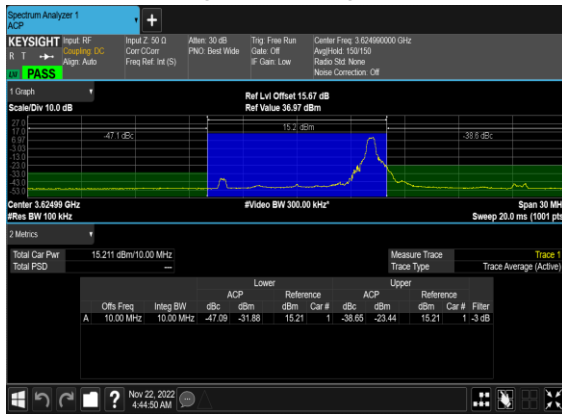 Spectrum Analyzer 1
ACP
+
KEYSIGHT Input: RF Input Z: 50 Ω Atten: 30 dB Trig: Free Run Center Freq: 3.624990000 GHz
R T Coupling: DC Corr CCorr PNO: Best Wide Gate: Off Avg|Hold: 150/150
Align: Auto Freq Ref: Int (S) IF Gain: Low Radio Std: None
PASS Noise Correction: Off
1 Graph Ref Lvl Offset 15.67 dB
Scale/Div 10.0 dB Ref Value 36.97 dBm
27.0
17.0 15.2 dBm
6.97 -47.1 dBc -38.6 dBc
-3.03
-13.0
-23.0
-33.0
-43.0
-53.0
Center 3.62499 GHz #Video BW 300.00 kHz* Span 30 MH
#Res BW 100 kHz Sweep 20.0 ms (1001 pts
2 Metrics
Total Car Pwr 15.211 dBm/10.00 MHz Measure Trace Trace 1
Total PSD --- Trace Type Trace Average (Active)
Lower Upper
ACP Reference ACP Reference
Offs Freq Integ BW dBc dBm dBm Car # dBc dBm dBm Car # Filter
A 10.00 MHz 10.00 MHz -47.09 -31.88 15.21 1 -38.65 -23.44 15.21 1 -3 dB
? Nov 22, 2022
4:44:50 AM